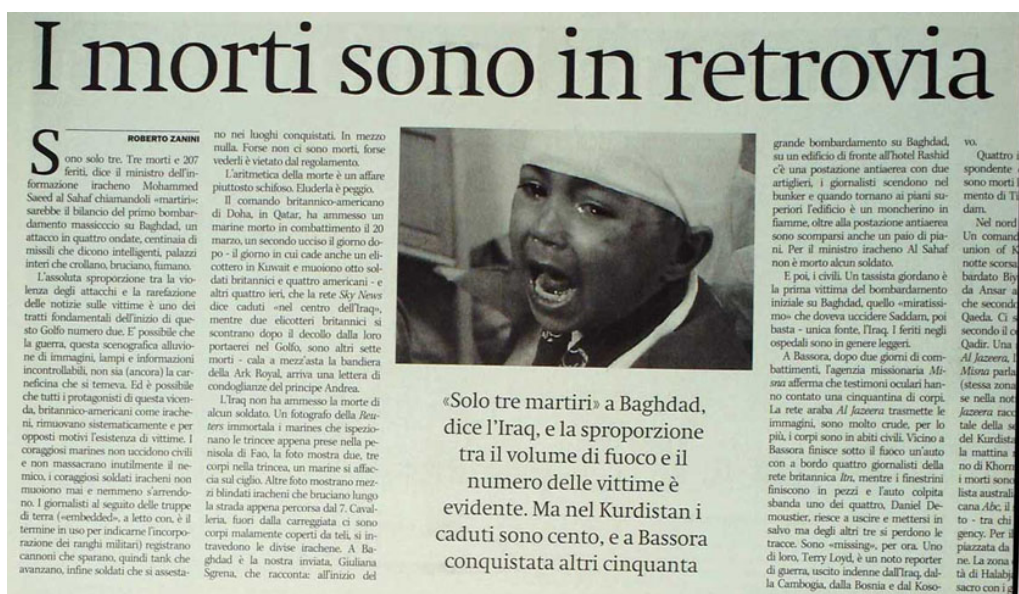 I morti sono in retrovia
ROBERTO ZANINI
Sono solo tre. Tre morti e 207
feriti, dice il ministro dell'in-
formazione iracheno Mohammed
Saeed al Sahaf chiamandoli «martiri»:
sarebbe il bilancio del primo bombar-
damento massiccio su Baghdad, un
attacco in quattro ondate, centinaia di
missili che dicono intelligenti, palazzi
interi che crollano, bruciano, fumano.
L'assoluta sproporzione tra la vio-
lenza degli attacchi e la rarefazione
delle notizie sulle vittime è uno dei
tratti fondamentali dell'inizio di que-
sto Golfo numero due. E' possibile che
la guerra, questa scenografica alluvio-
ne di immagini, lampi e informazioni
incontrollabili, non sia (ancora) la car-
neficina che si temeva. Ed è possibile
che tutti i protagonisti di questa vicen-
da, britannico-americani come irache-
ni, rimuovano sistematicamente e per
opposti motivi l'esistenza di vittime. I
coraggiosi marines non uccidono civili
e non massacrano inutilmente il ne-
mico, i coraggiosi soldati iracheni non
muoiono mai e nemmeno s'arrendo-
no. I giornalisti al seguito delle truppe
di terra («embedded», a letto con, è il
termine in uso per indicarne l'incorpo-
razione dei ranghi militari) registrano
cannoni che sparano, quindi tank che
avanzano, infine soldati che si assesta-
no nei luoghi conquistati. In mezzo
nulla. Forse non ci sono morti, forse
vederli è vietato dal regolamento.
L'aritmetica della morte è un affare
piuttosto schifoso. Eluderla è peggio.
Il comando britannico-americano
di Doha, in Qatar, ha ammesso un
marine morto in combattimento il 20
marzo, un secondo ucciso il giorno do-
po - il giorno in cui cade anche un eli-
cottero in Kuwait e muoiono otto sol-
dati britannici e quattro americani - e
altri quattro ieri, che la rete Sky News
dice caduti «nel centro dell'Iraq»,
mentre due elicotteri britannici si
scontrano dopo il decollo dalla loro
portaerei nel Golfo, sono altri sette
morti - cala a mezz'asta la bandiera
della Ark Royal, arriva una lettera di
condoglianze del principe Andrea.
L'Iraq non ha ammesso la morte di
alcun soldato. Un fotografo della Reu-
ters immortala i marines che ispezio-
nano le trincee appena prese nella pe-
nisola di Fao, la foto mostra due, tre
corpi nella trincea, un marine si affac-
cia sul ciglio. Altre foto mostrano mez-
zi blindati iracheni che bruciano lungo
la strada appena percorsa dal 7. Caval-
leria, fuori dalla carreggiata ci sono
corpi malamente coperti da teli, si in-
travedono le divise irachene. A Ba-
ghdad è la nostra inviata, Giuliana
Sgrena, che racconta: all'inizio del
«Solo tre martiri» a Baghdad,
dice l'Iraq, e la sproporzione
tra il volume di fuoco e il
numero delle vittime è
evidente. Ma nel Kurdistan i
caduti sono cento, e a Bassora
conquistata altri cinquanta
grande bombardamento su Baghdad,
su un edificio di fronte all'hotel Rashid
c'è una postazione antiaerea con due
artiglieri, i giornalisti scendono nel
bunker e quando tornano ai piani su-
periori l'edificio è un moncherino in
fiamme, oltre alla postazione antiaerea
sono scomparsi anche un paio di pia-
ni. Per il ministro iracheno Al Sahaf
non è morto alcun soldato.
E poi, i civili. Un tassista giordano è
la prima vittima del bombardamento
iniziale su Baghdad, quello «miratissi-
mo» che doveva uccidere Saddam, poi
basta - unica fonte, l'Iraq. I feriti negli
ospedali sono in genere leggeri.
A Bassora, dopo due giorni di com-
battimenti, l'agenzia missionaria Mi-
sna afferma che testimoni oculari han-
no contato una cinquantina di corpi.
La rete araba Al Jazeera trasmette le
immagini, sono molto crude, per lo
più, i corpi sono in abiti civili. Vicino a
Bassora finisce sotto il fuoco un'auto
con a bordo quattro giornalisti della
rete britannica Itn, mentre i finestrini
finiscono in pezzi e l'auto colpita
sbanda uno dei quattro, Daniel De-
moustier, riesce a uscire e mettersi in
salvo ma degli altri tre si perdono le
tracce. Sono «missing», per ora. Uno
di loro, Terry Loyd, è un noto reporter
di guerra, uscito indenne dall'Iraq, dal-
la Cambogia, dalla Bosnia e dal Koso-
vo.
Quattro
spondente
sono morti
mento di
dam.
Nel nord
Un comand
union of K
notte scorsa
bardato
da Ansar a
che second
Qaeda. Ci
secondo il
Qadir. Una
Al Jazeera,
Misna parla
(stessa zona
se nella
Jazeera
tale della
del Kurdista
la mattina
no di Khorm
i morti sono
lista australi
cana Abc, il
to - tra chi
gency. Per il
piazzata da
ne. La zona
tà di Halabj
sacro con i